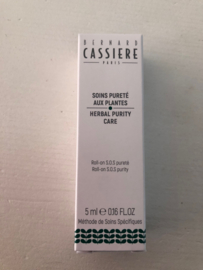 BERNARD
CASSIERE
PARIS
SOINS PURETÉ
AUX PLANTES
HERBAL PURITY
CARE
Roll-on S.O.S pureté
Roll-on S.O.S purity
5 ml ℮ 0.16 FL.OZ
Méthode de Soins Spécifiques